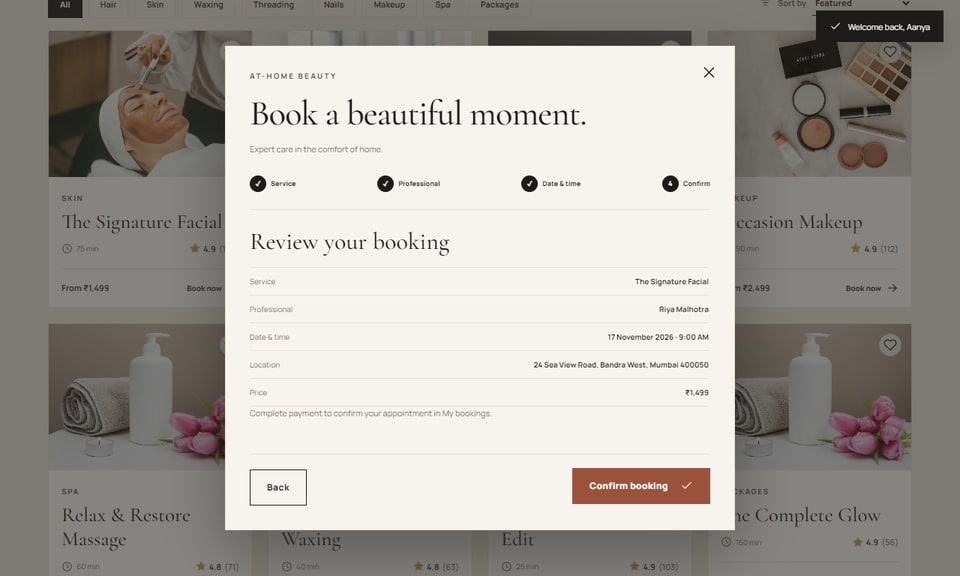 All Hair Skin Waxing Threading Nails Makeup Spa Packages
Sort by Featured
Welcome back, Aanya
AT-HOME BEAUTY
Book a beautiful moment.
Expert care in the comfort of home.
Service Professional Date & time 4 Confirm
Review your booking
Service The Signature Facial
Professional Riya Malhotra
Date & time 17 November 2026 · 9:00 AM
Location 24 Sea View Road, Bandra West, Mumbai 400050
Price ₹1,499
Complete payment to confirm your appointment in My bookings.
Back
Confirm booking
SKIN
The Signature Facial
75 min 4.9
From ₹1,499 Book now
Makeup
4.9 (112)
₹2,499 Book now
SPA
Relax & Restore
Massage
60 min 4.8 (71)
Waxing
40 min 4.8 (63)
Edit
25 min 4.9 (103)
Complete Glow
150 min 4.9 (56)